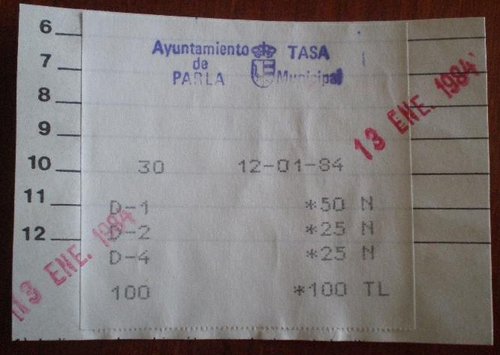 6
7
8
9
10
11
12
Ayuntamiento TASA
de
PARLA Municipal
13 ENE. 1984
30 12-01-84
D-1 *50 N
D-2 *25 N
D-4 *25 N
100 *100 TL
13 ENE. 1984